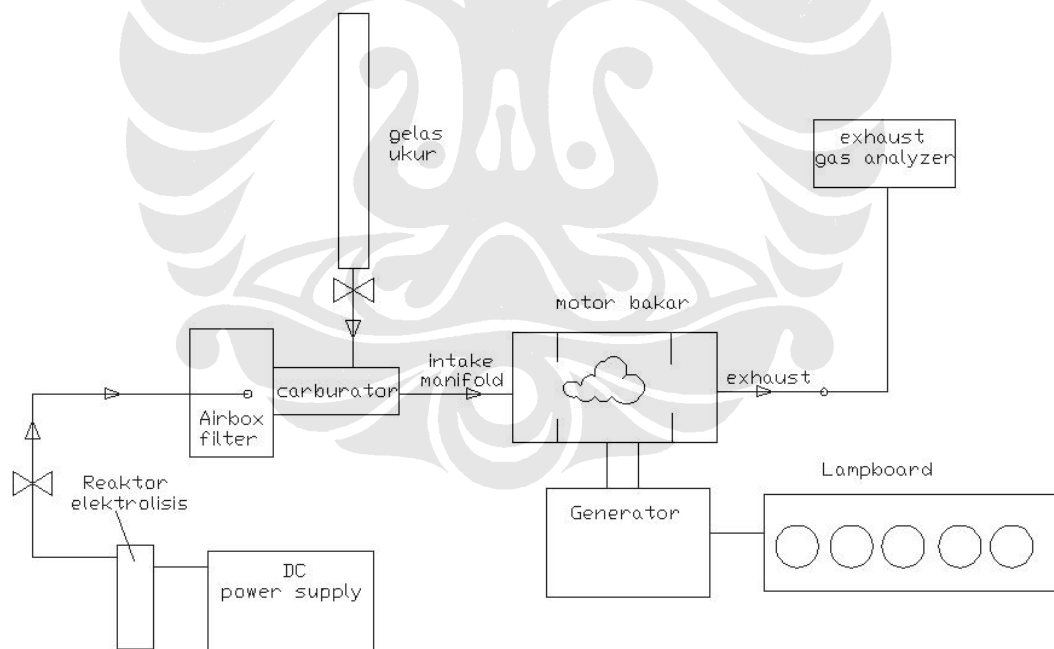 gelas
ukur
exhaust
gas analyzer
motor bakar
intake
manifold
carburator
exhaust
Airbox
filter
Reaktor
elektrolisis
Lampboard
Generator
DC
power supply